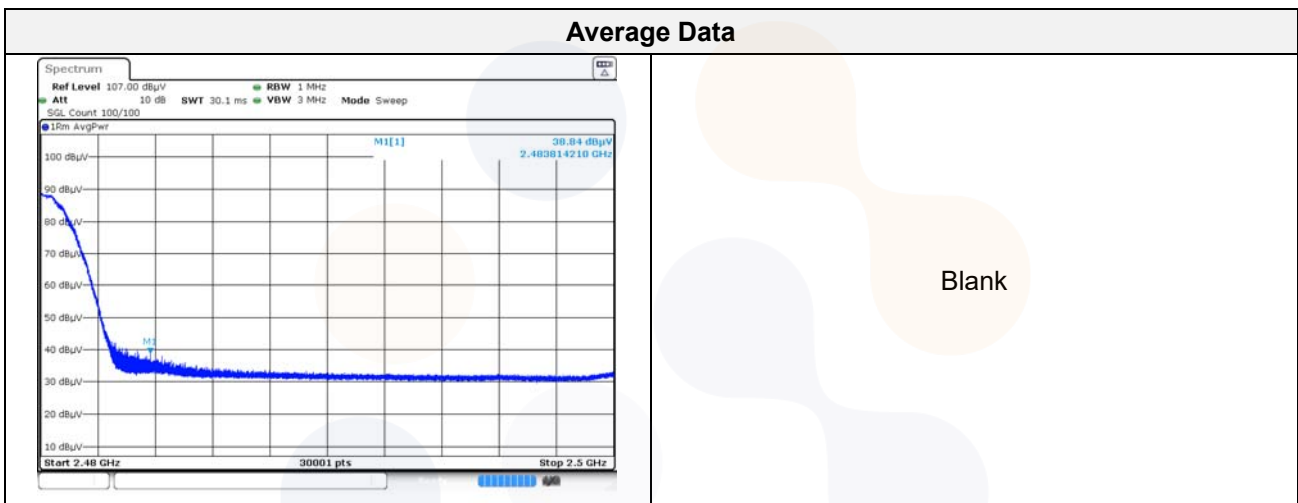 Average Data
Spectrum
Ref Level 107.00 dBµV RBW 1 MHz
Att 10 dB SWT 30.1 ms VBW 3 MHz Mode Sweep
SGL Count 100/100
1Rm AvgPwr
M1[1] 38.84 dBµV
2.483814210 GHz
100 dBµV
90 dBµV
80 dBµV
70 dBµV
60 dBµV
50 dBµV
M1
40 dBµV
30 dBµV
20 dBµV
10 dBµV
Start 2.48 GHz 30001 pts Stop 2.5 GHz
Blank